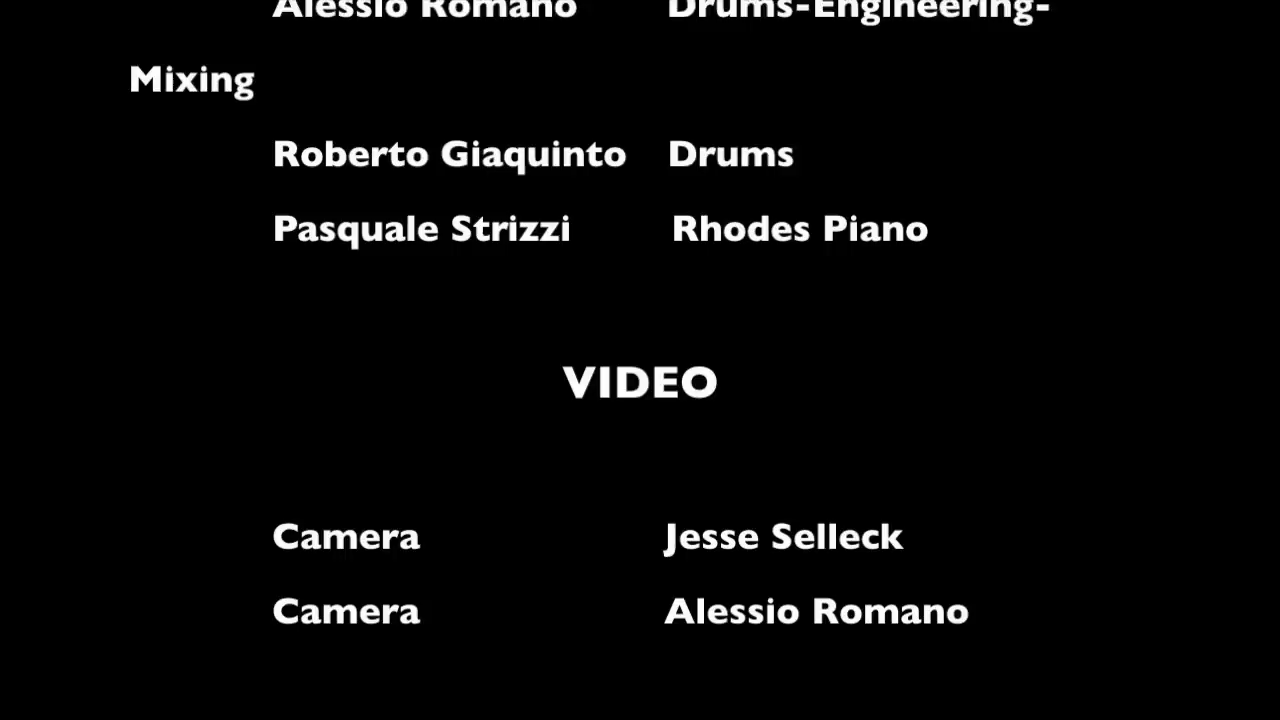 Alessio Romano Drums-Engineering-
Mixing
Roberto Giaquinto Drums
Pasquale Strizzi Rhodes Piano
VIDEO
Camera Jesse Selleck
Camera Alessio Romano